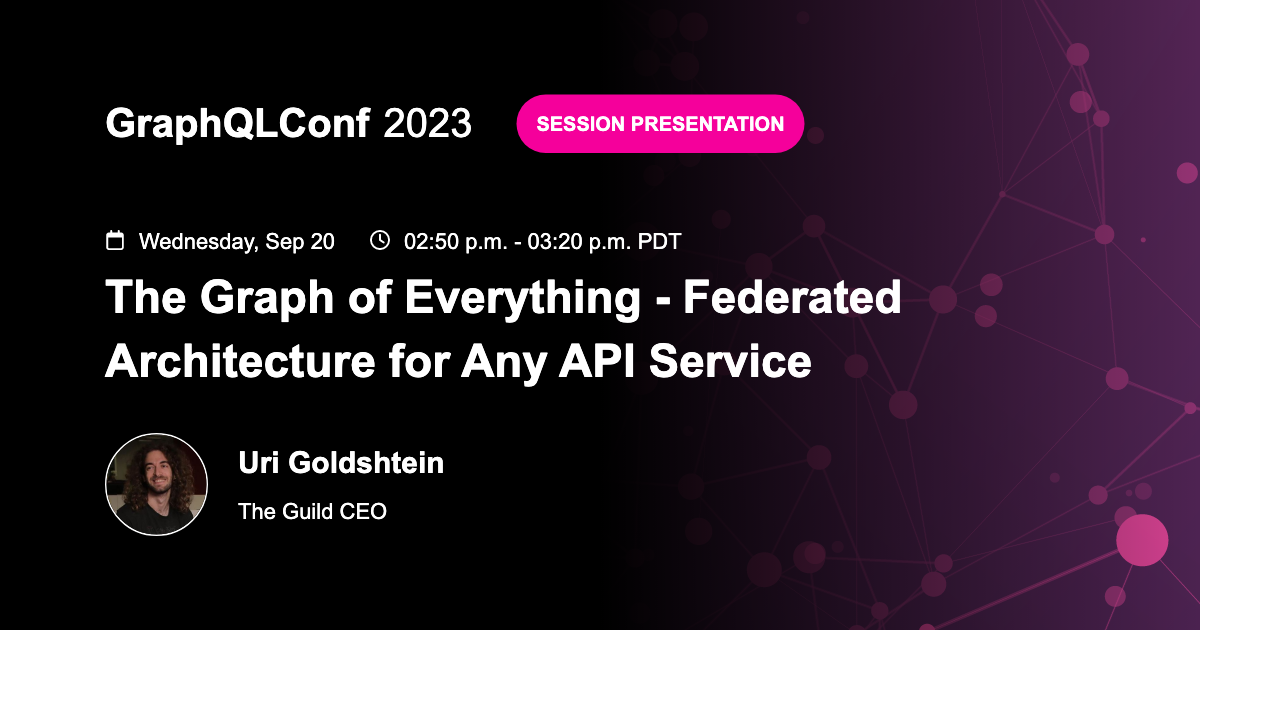 GraphQLConf 2023
SESSION PRESENTATION
Wednesday, Sep 20
02:50 p.m. - 03:20 p.m. PDT
The Graph of Everything - Federated
Architecture for Any API Service
Uri Goldshtein
The Guild CEO